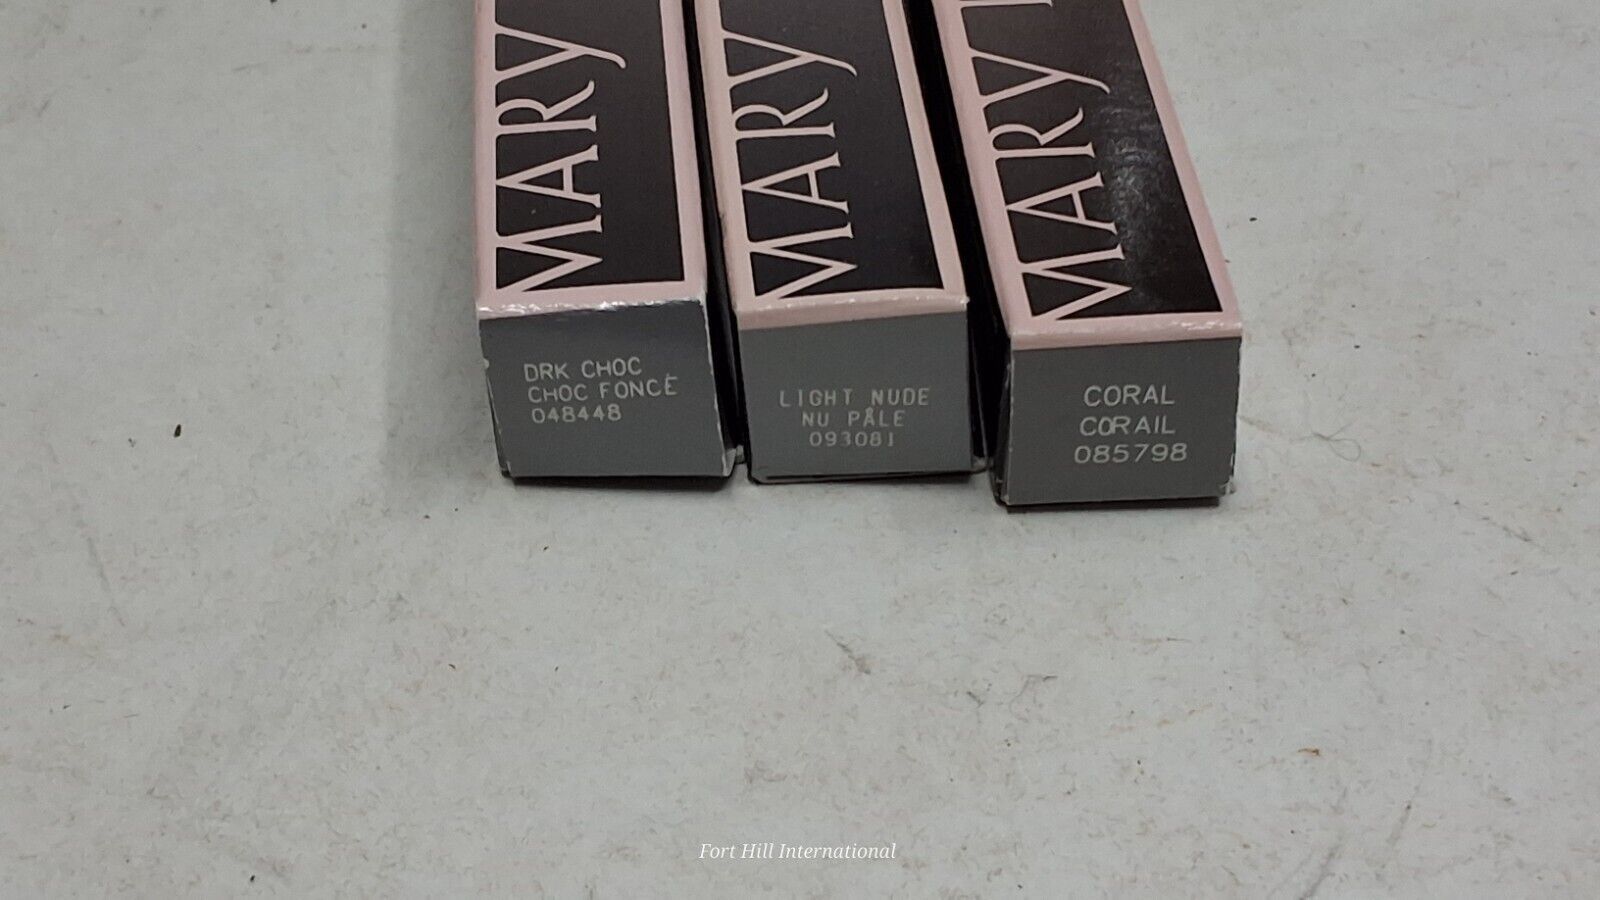 MARY
MARY
MARY
DRK CHOC
CHOC FONCÉ
048448
LIGHT NUDE
NU PÂLE
093081
CORAL
CORAIL
085798
Fort Hill International